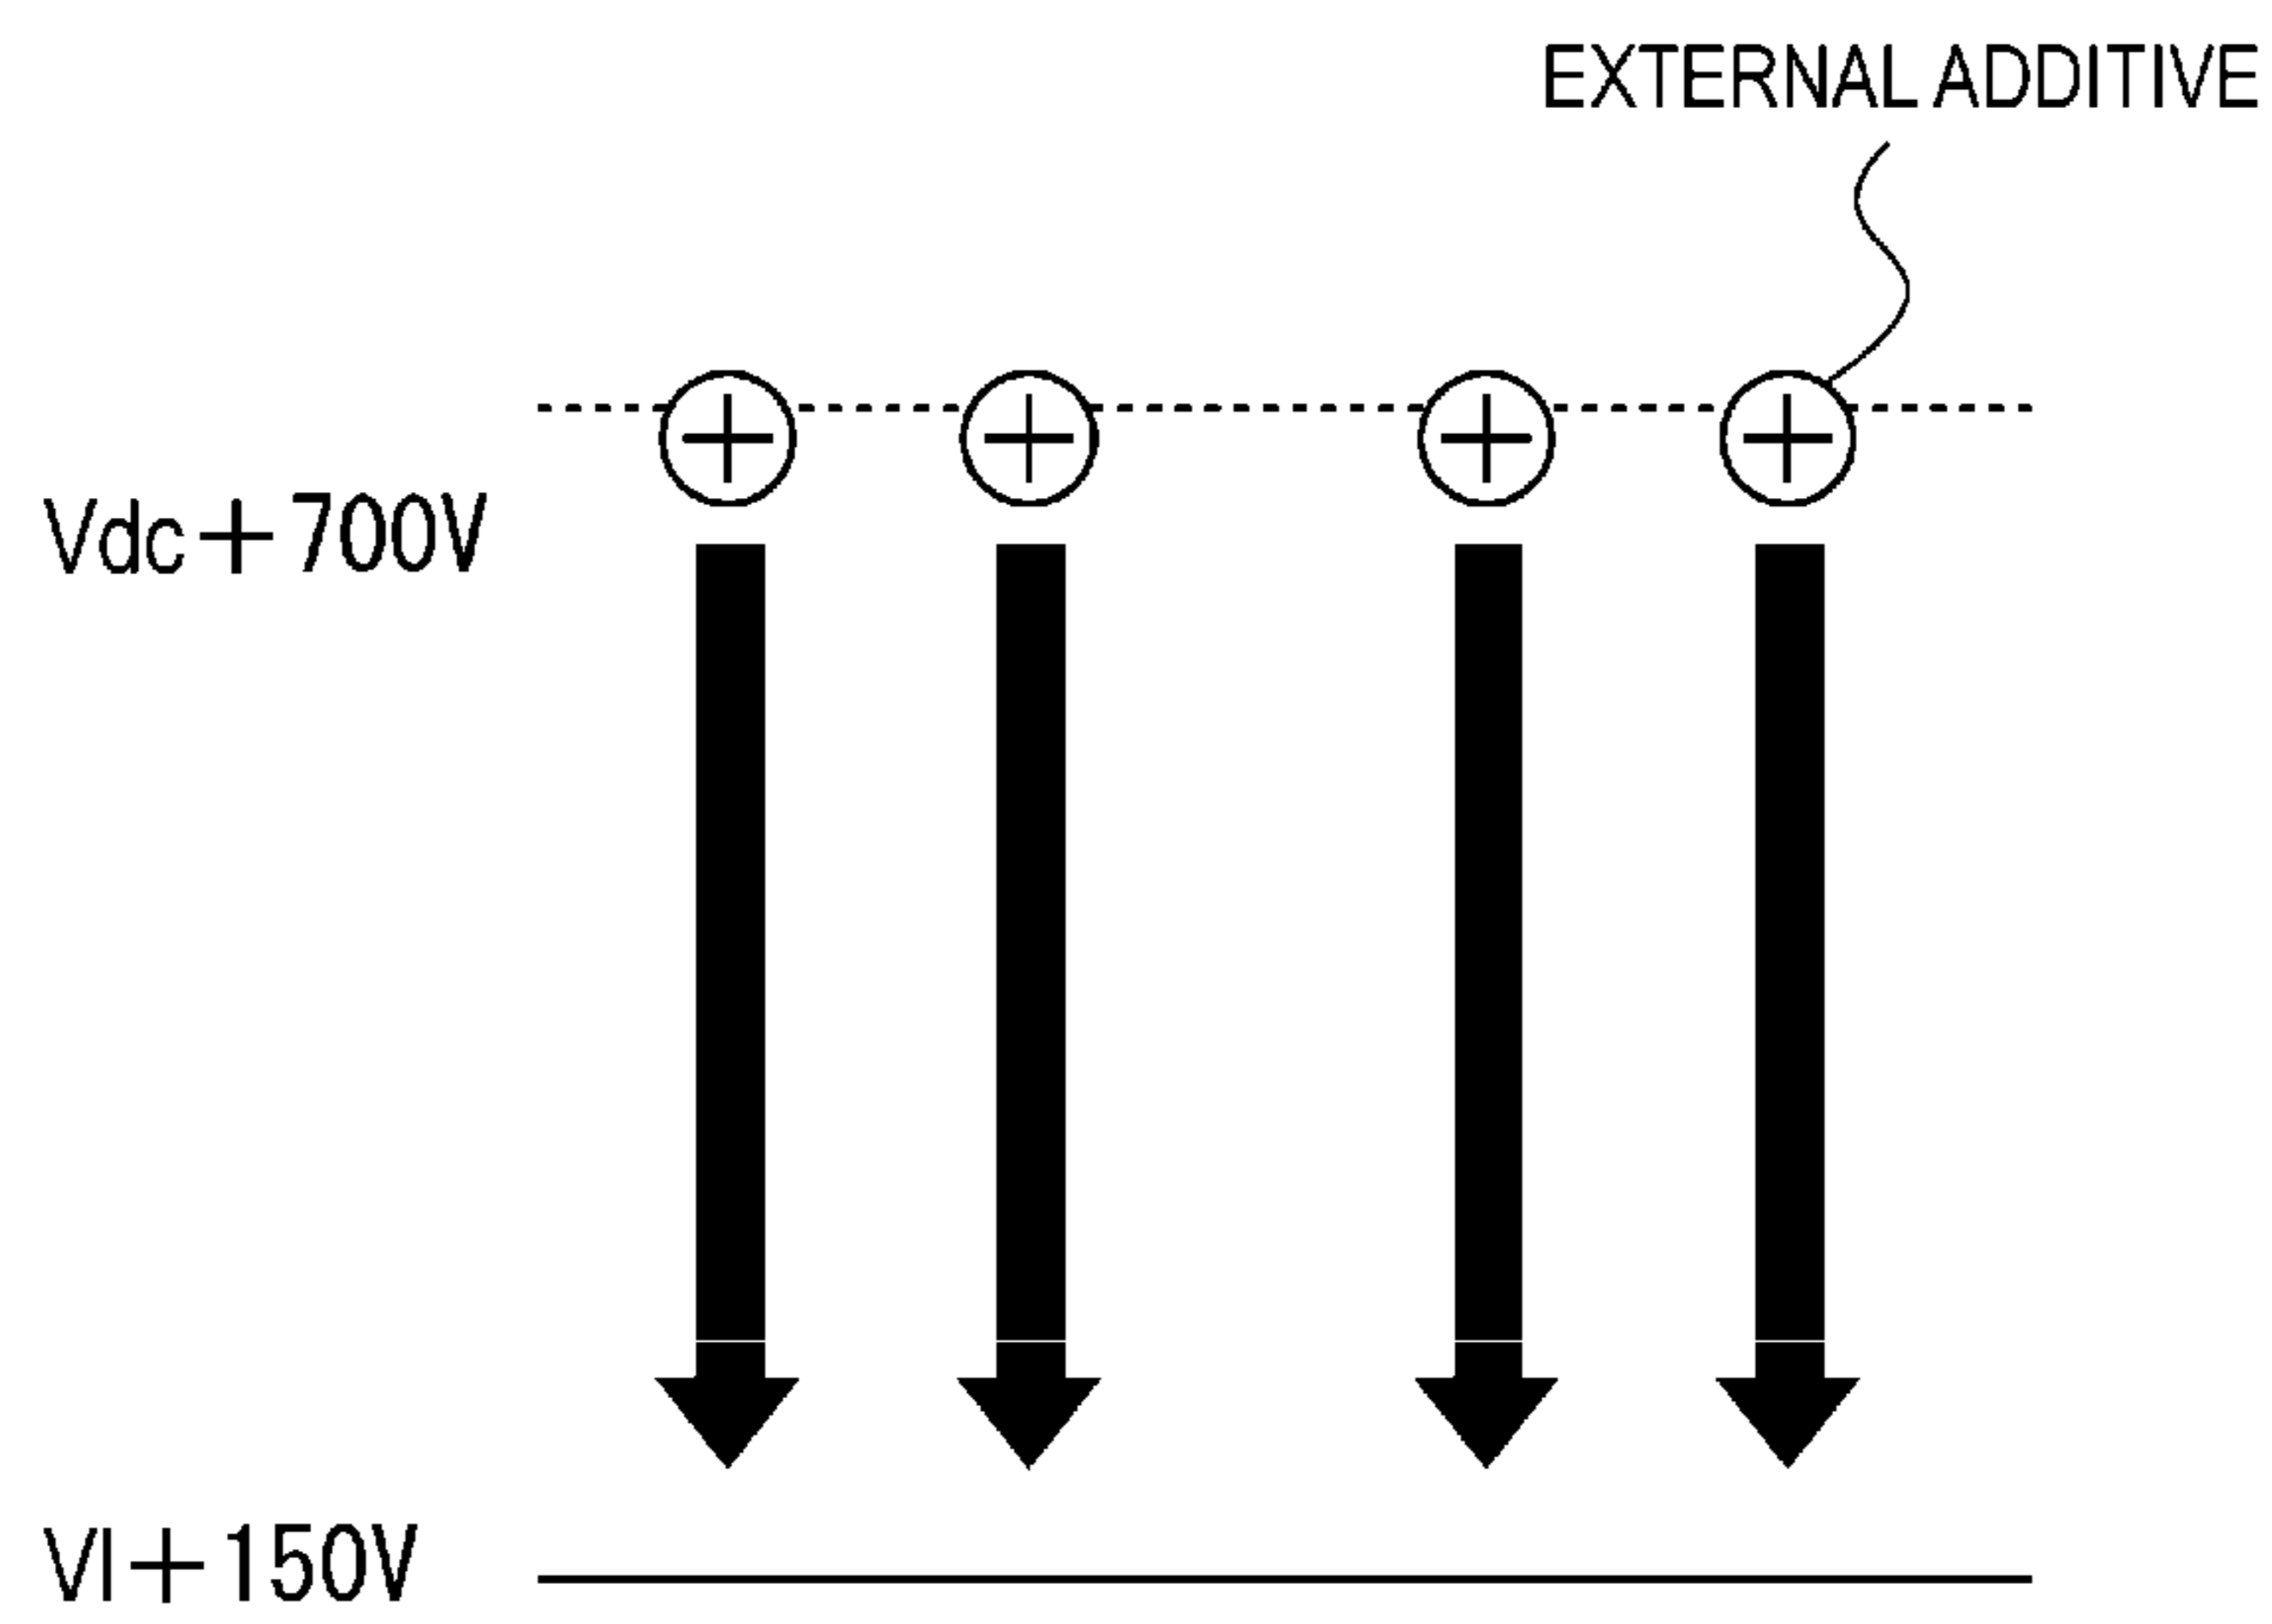 EXTERNAL ADDITIVE
+ + + +
Vdc+700V
Vl+150V